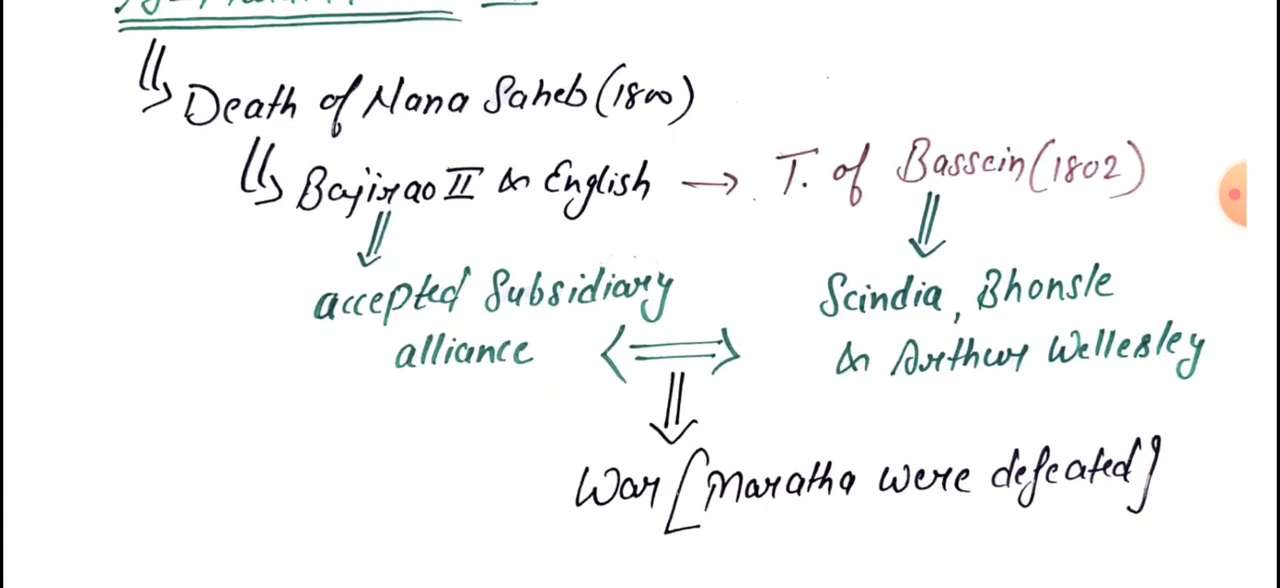 Death of Nana Saheb (1800)
Bajirao II & English → T. of Bassein (1802)
accepted Subsidiary
alliance
Scindia, Bhonsle
& Arthur Wellesley
War [Maratha were defeated]